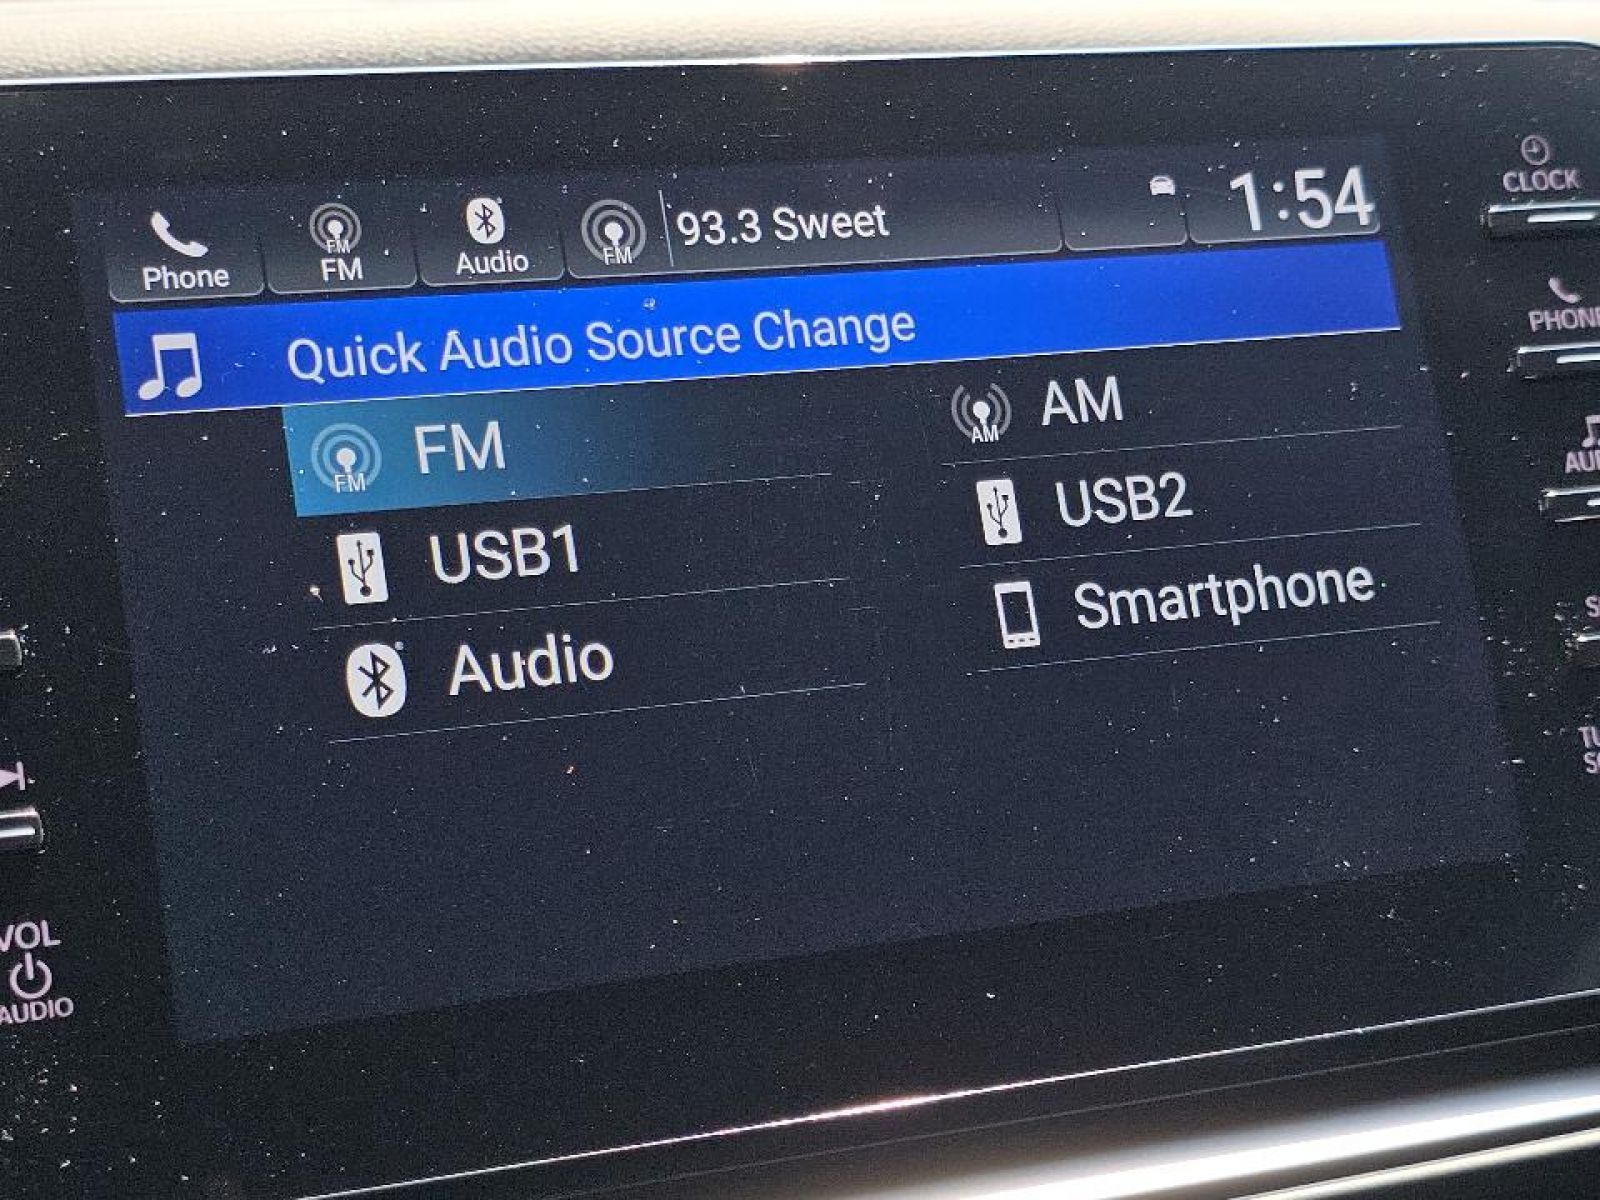 Phone
FM
FM
Audio
FM
93.3 Sweet
1:54
CLOCK
Quick Audio Source Change
PHONE
FM
FM
AM
AM
USB1
USB2
Audio
Smartphone
VOL
AUDIO